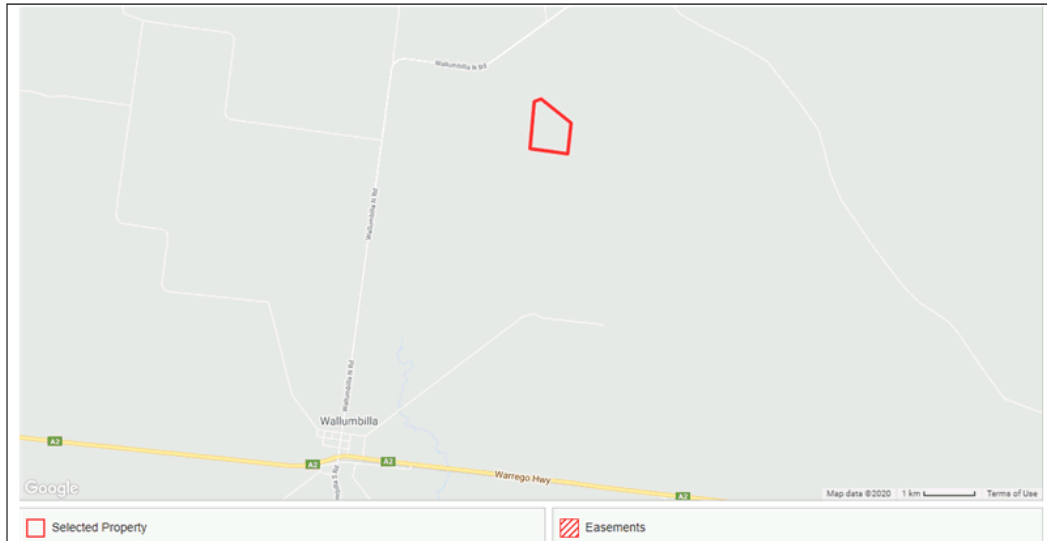 Wallumbilla N Rd
Wallumbilla N Rd
Wallumbilla N Rd
Wallumbilla
A2
A2
A2
Warrego Hwy
A2
S Rd
Google
Map data ©2020 1 km Terms of Use
Selected Property
Easements